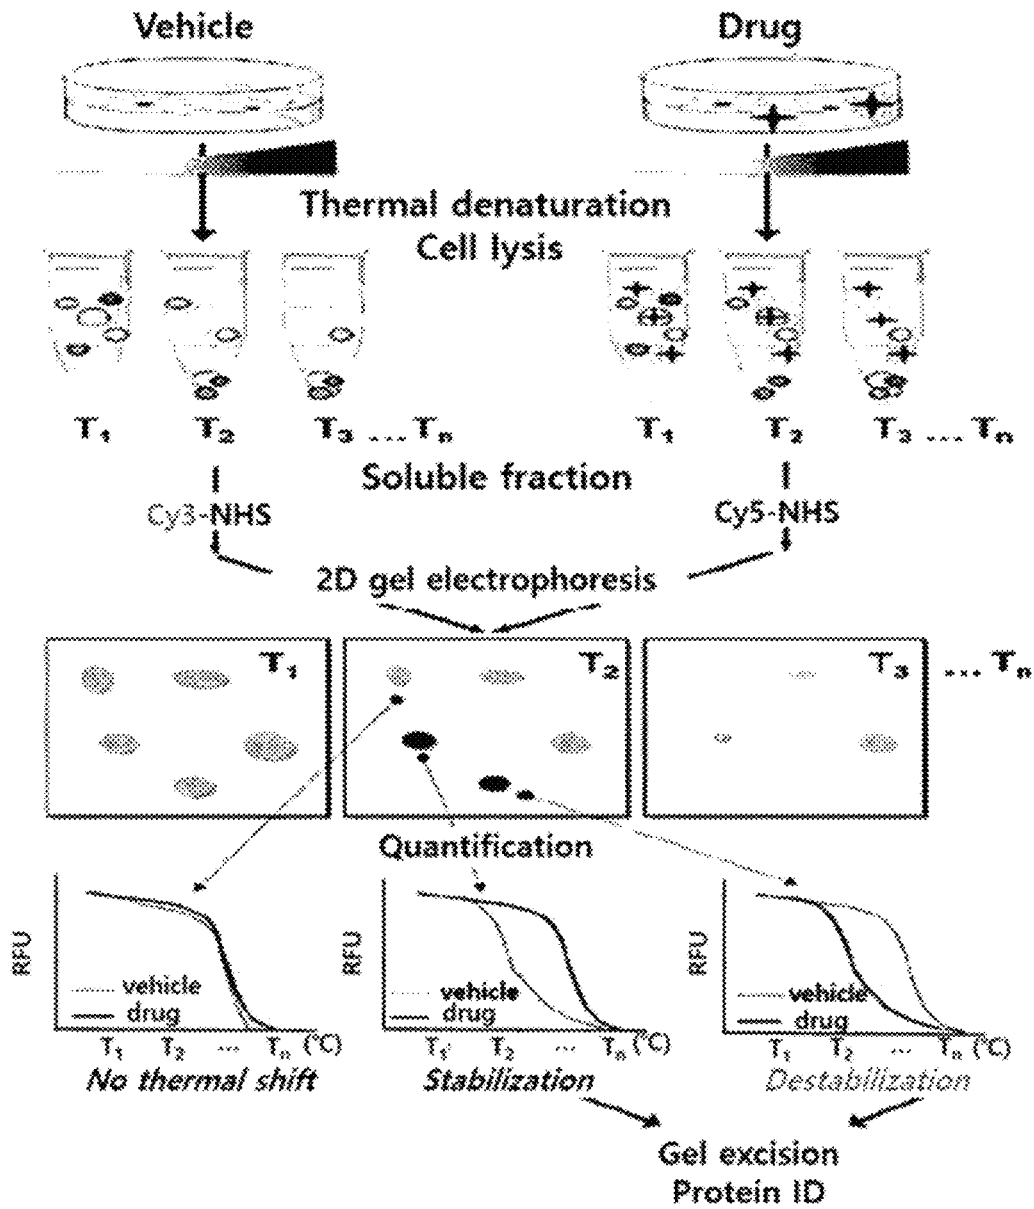 Vehicle Drug
Thermal denaturation
Cell lysis
T1 T2 T3 ... Tn T1 T2 T3 ... Tn
Soluble fraction
Cy3-NHS Cy5-NHS
2D gel electrophoresis
T1 T2 T3 ... Tn
Quantification
RFU RFU RFU
vehicle vehicle vehicle
drug drug drug
T1 T2 ... Tn (°C) T1 T2 ... Tn (°C) T1 T2 ... Tn (°C)
No thermal shift Stabilization Destabilization
Gel excision
Protein ID